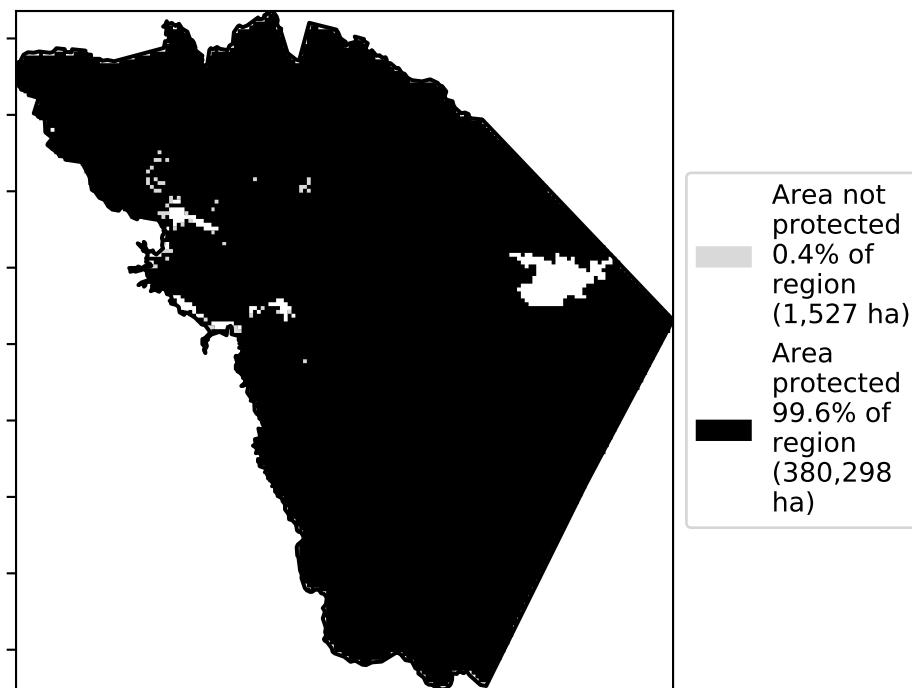 Area not
protected
0.4% of
region
(1,527 ha)
Area
protected
99.6% of
region
(380,298
ha)